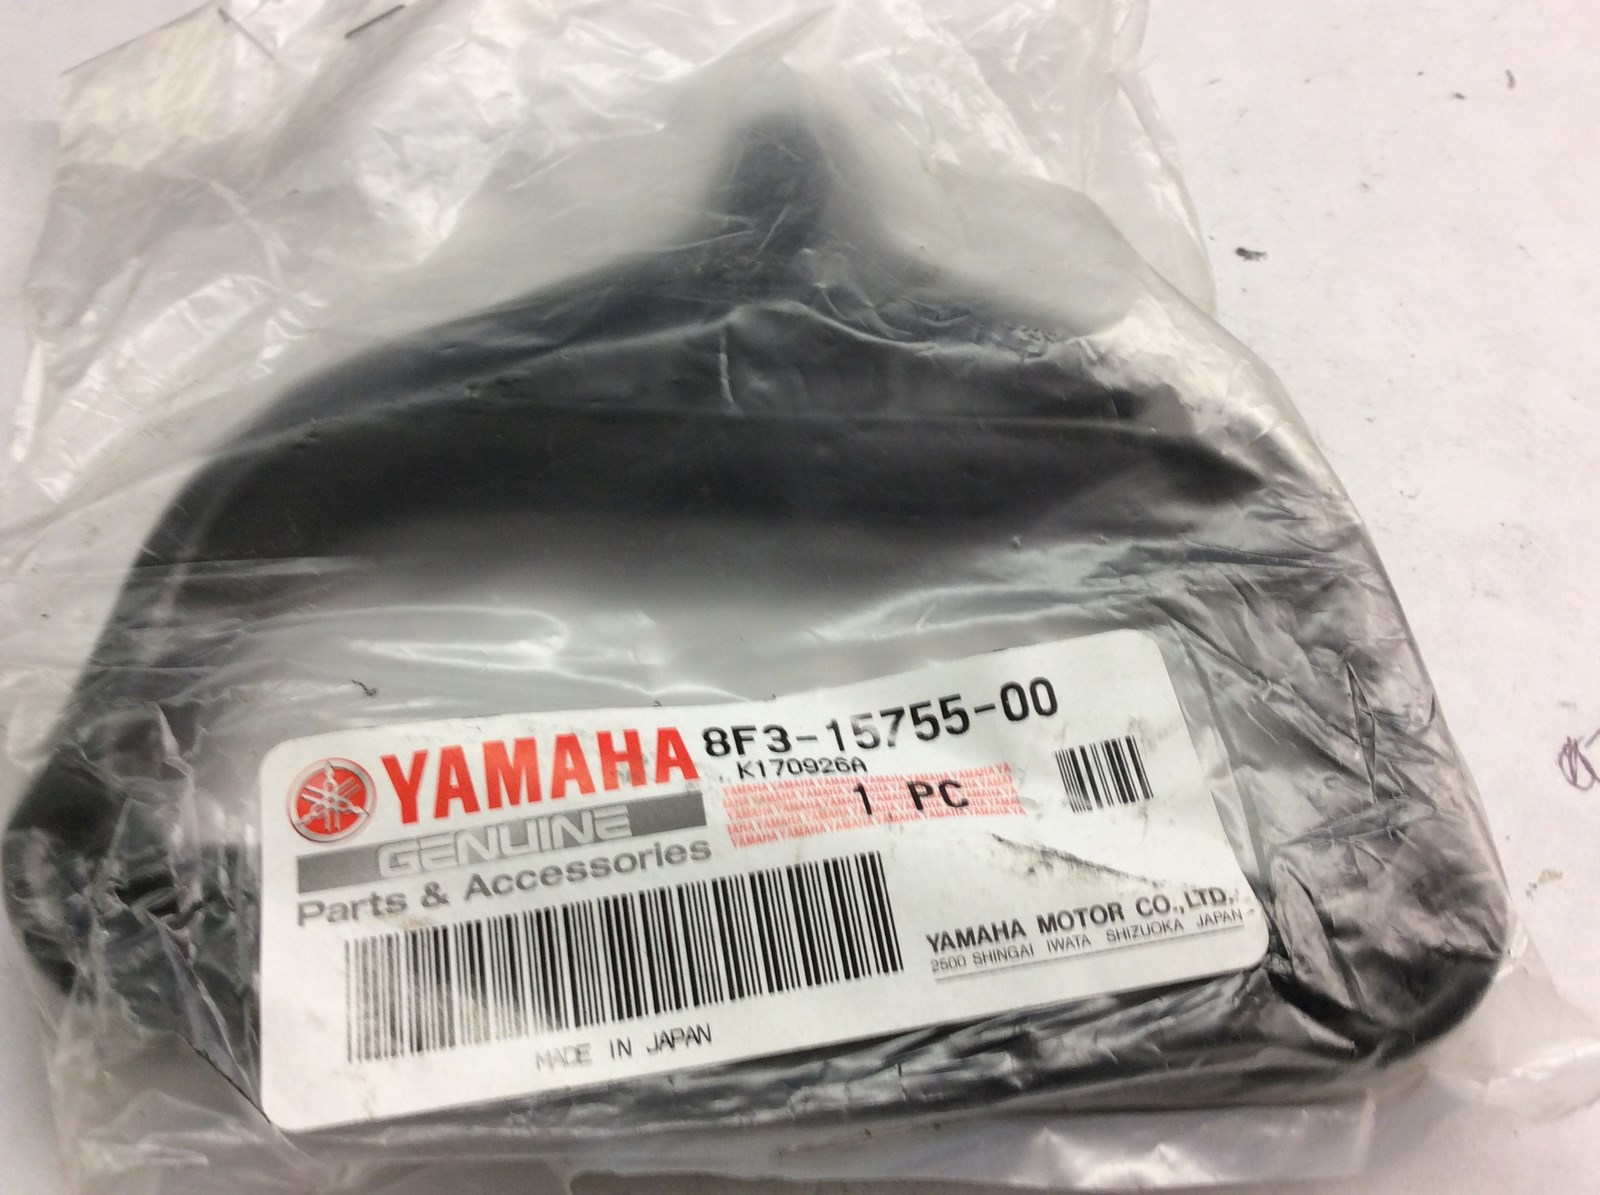 YAMAHA 8F3-15755-00
K170926A
GENUINE 1 PC
Parts & Accessories
YAMAHA MOTOR CO.,LTD.
2500 SHINGAI IWATA SHIZUOKA JAPAN
MADE IN JAPAN